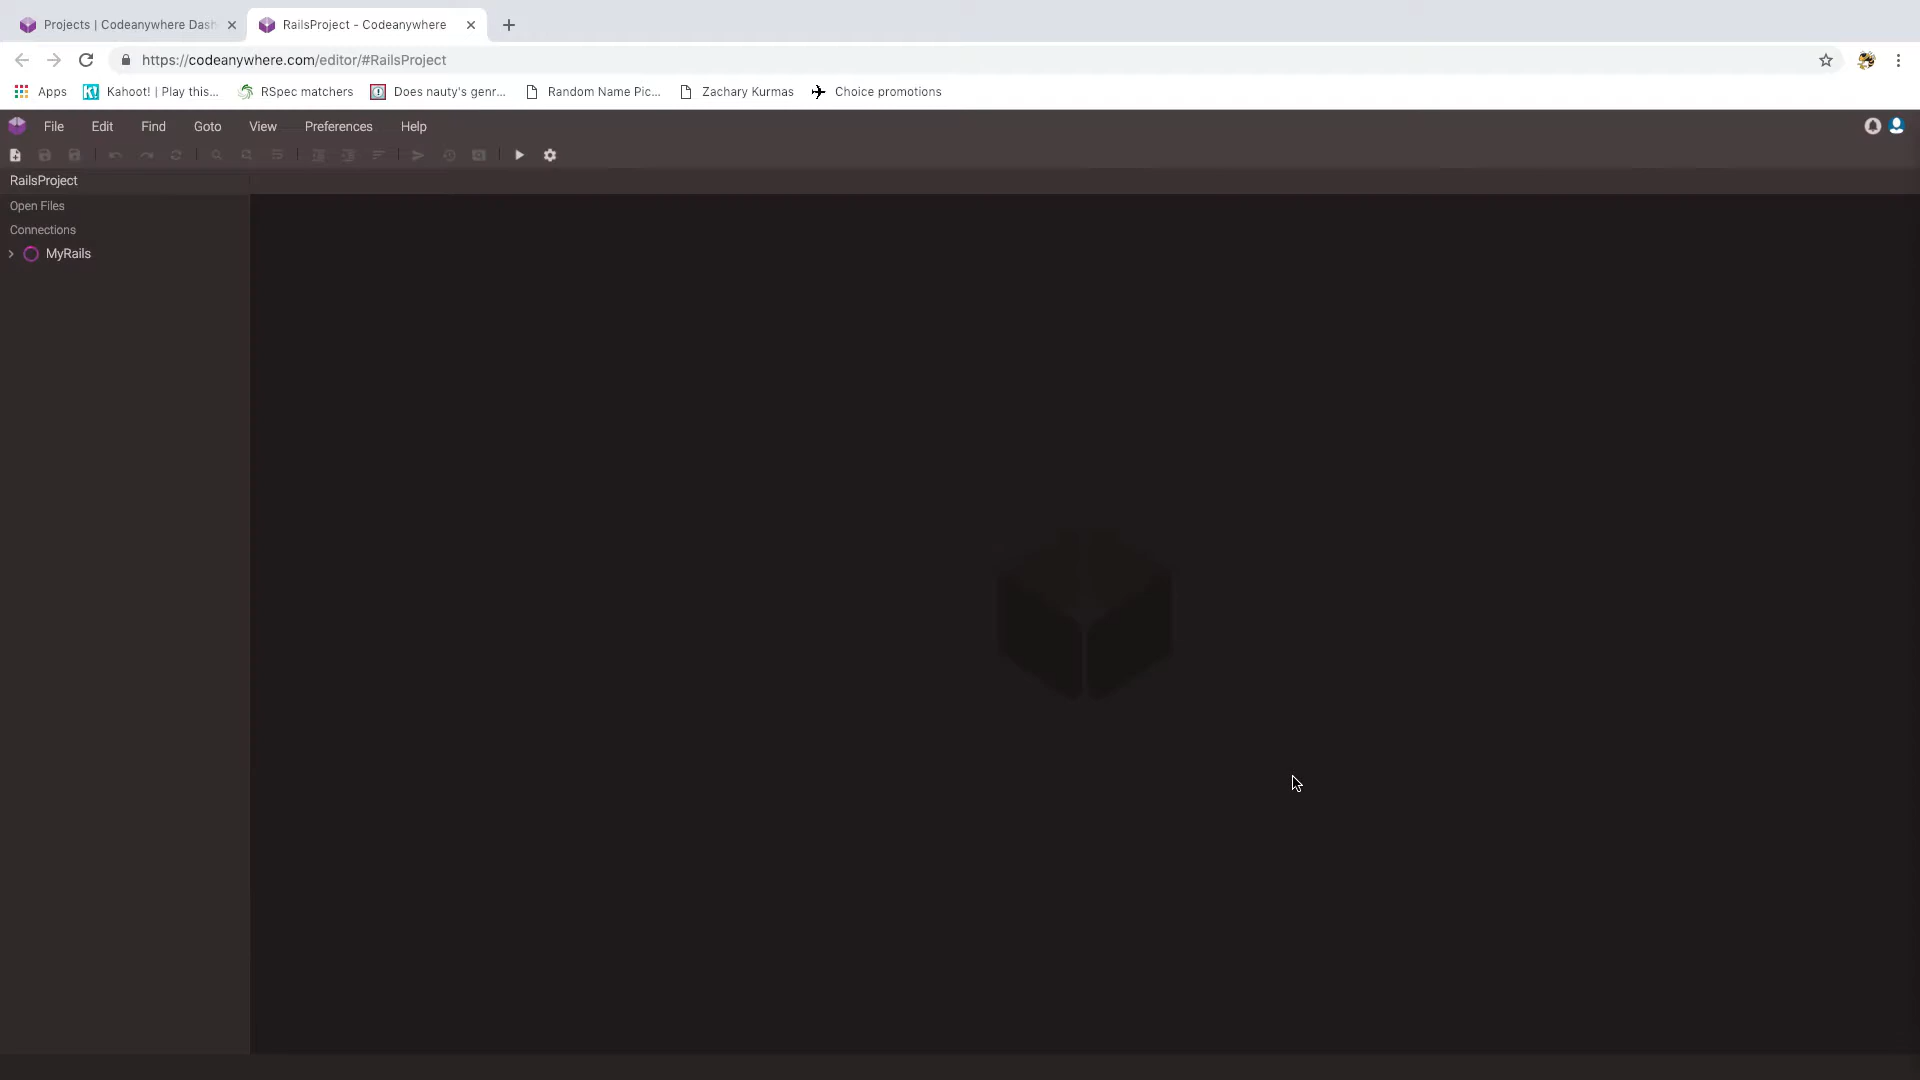 Projects | Codeanywhere Dash
RailsProject - Codeanywhere
https://codeanywhere.com/editor/#RailsProject
Apps
Kahoot! | Play this...
RSpec matchers
Does nauty's genr...
Random Name Pic...
Zachary Kurmas
Choice promotions
File
Edit
Find
Goto
View
Preferences
Help
RailsProject
Open Files
Connections
MyRails